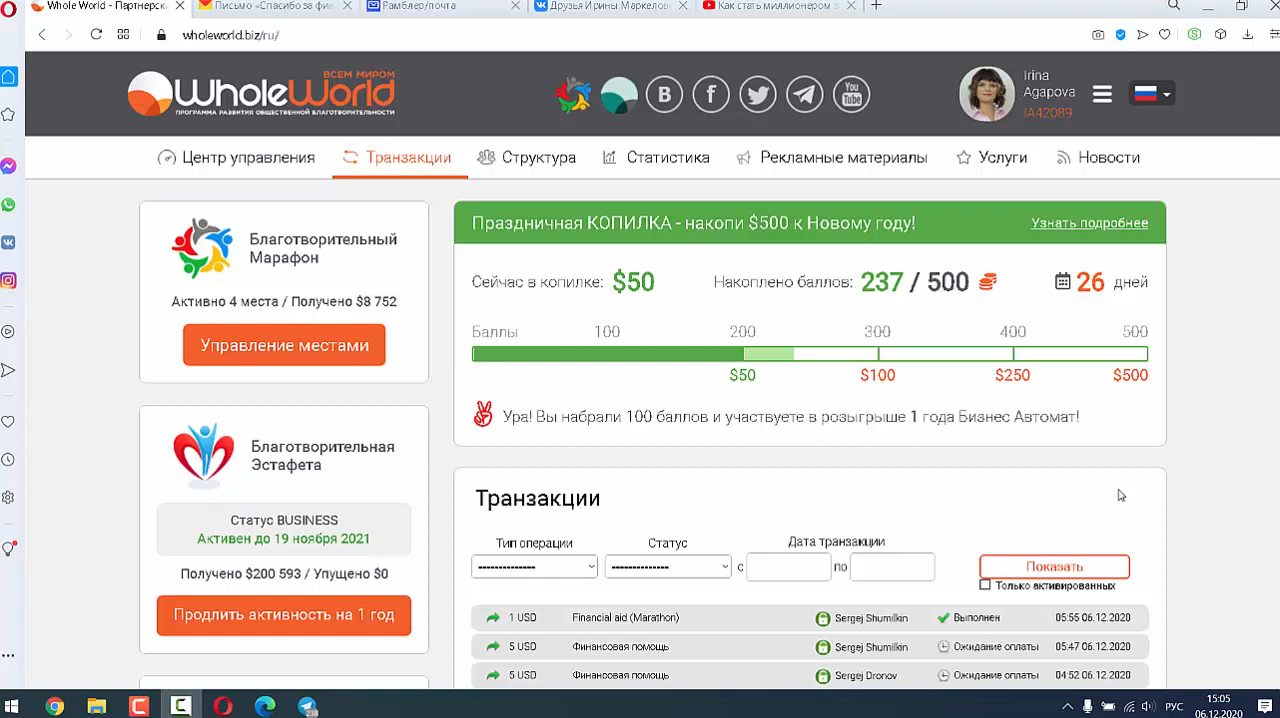 Whole World - Партнерска
Письмо «Спасибо за фин
Рамблер/почта
Друзья Ирины Маркелов
Как стать миллионером
wholeworld.biz/ru/
ВСЕМ МИРОМ
WholeWorld
ПРОГРАММА РАЗВИТИЯ ОБЩЕСТВЕННОЙ БЛАГОТВОРИТЕЛЬНОСТИ
В
f
You Tube
Irina
Agapova
IA42089
Центр управления
Транзакции
Структура
Статистика
Рекламные материалы
Услуги
Новости
Благотворительный
Марафон
Активно 4 места / Получено $8 752
Управление местами
Благотворительная
Эстафета
Статус BUSINESS
Активен до 19 ноября 2021
Получено $200 593 / Упущено $0
Продлить активность на 1 год
Праздничная КОПИЛКА - накопи $500 к Новому году! Узнать подробнее
Сейчас в копилке: $50 Накоплено баллов: 237 / 500 26 дней
Баллы 100 200 300 400 500
$50 $100 $250 $500
Ура! Вы набрали 100 баллов и участвуете в розыгрыше 1 года Бизнес Автомат!
Транзакции
Тип операции Статус Дата транзакции
-------------- -------------- с по Показать
Только активированных
1 USD Financial aid (Marathon) Sergej Shumilkin Выполнен 05:55 06.12.2020
5 USD Финансовая помощь Sergej Shumilkin Ожидание оплаты 05:47 06.12.2020
5 USD Финансовая помощь Sergej Dronov Ожидание оплаты 04:52 06.12.2020
РУС
15:05
06.12.2020